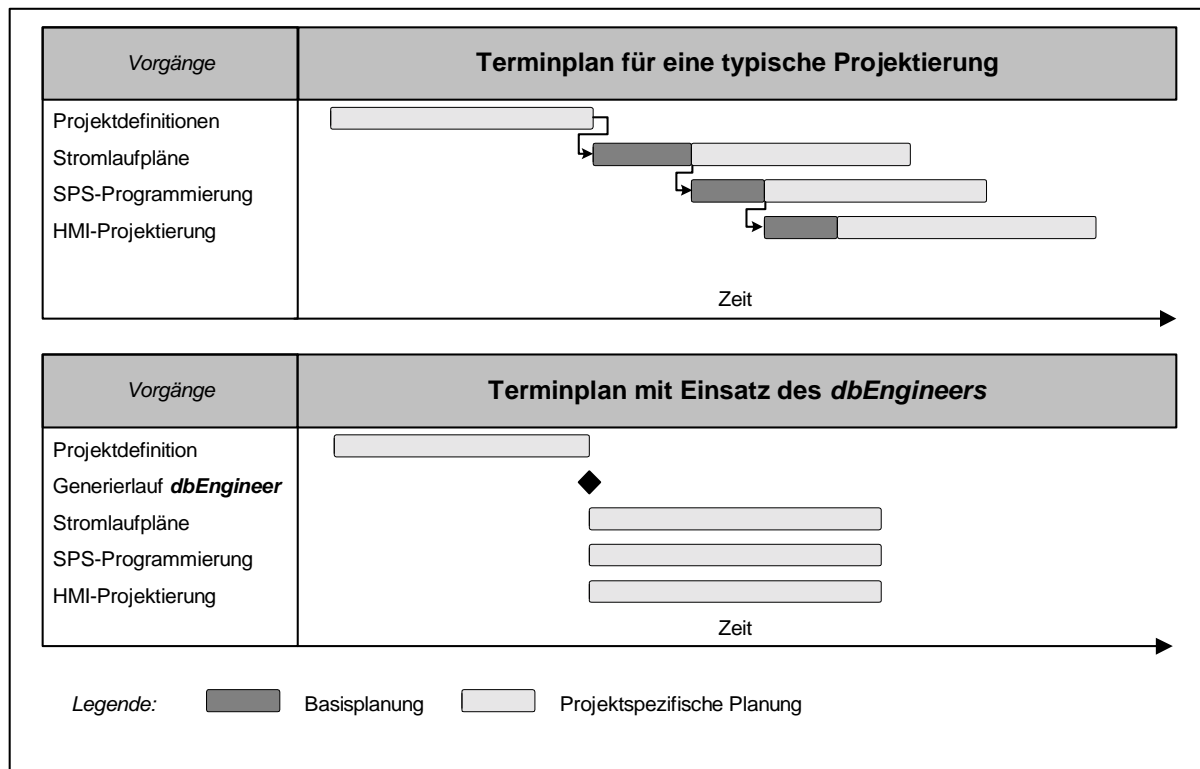 Vorgänge
Terminplan für eine typische Projektierung
Projektdefinitionen
Stromlaufpläne
SPS-Programmierung
HMI-Projektierung
Zeit
Vorgänge
Terminplan mit Einsatz des dbEngineers
Projektdefinition
Generierlauf dbEngineer
Stromlaufpläne
SPS-Programmierung
HMI-Projektierung
Zeit
Legende:
Basisplanung
Projektspezifische Planung